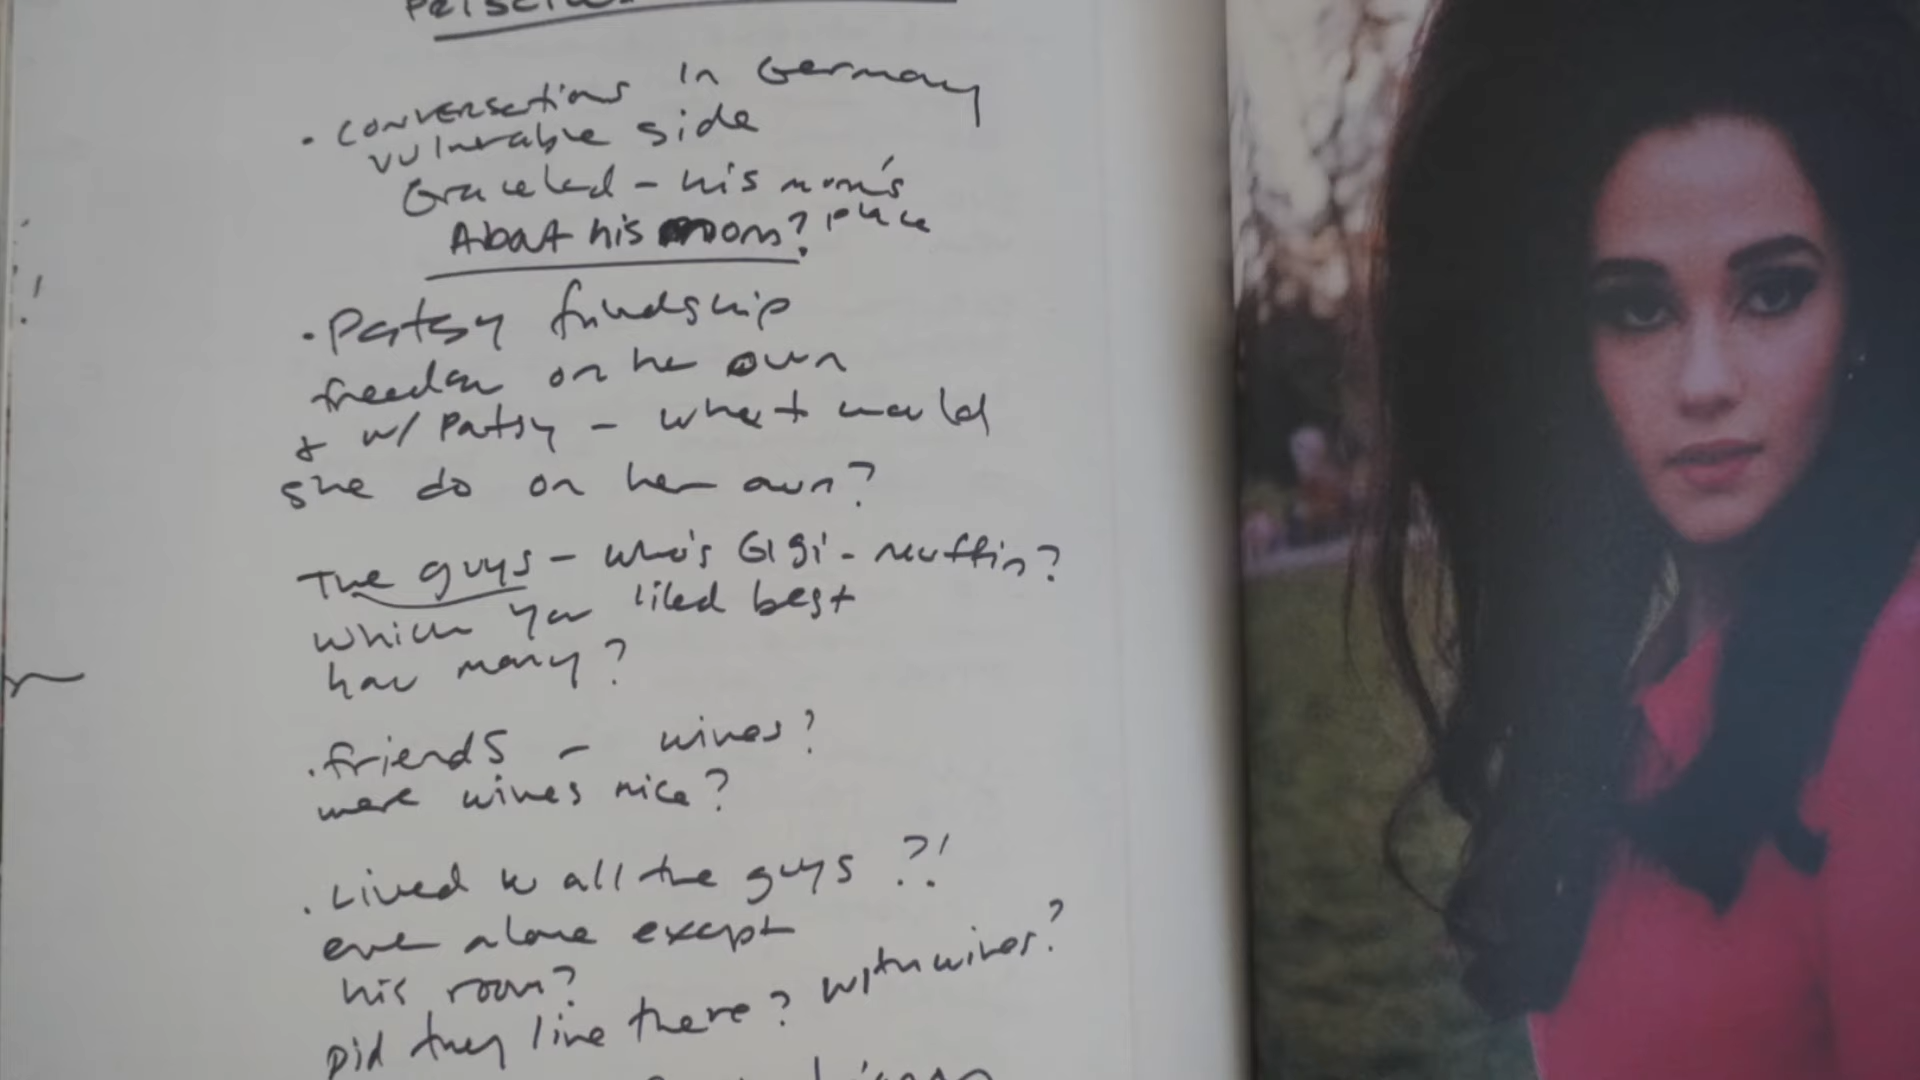 • conversations in Germany
vulnerable side
Graceland - his mom's
place
About his room?
• Patsy friendship
freedom on her own
+ w/ Patsy - what would
she do on her own?
The guys - who's Gigi - Muffin?
which you liked best
how many?
• friends - wives?
were wives nice?
• Lived w all the guys ?!
ever alone except
his room?
Did they live there? with wives?